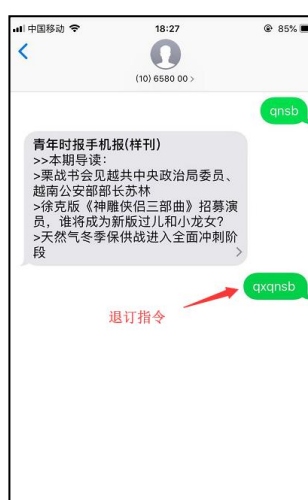 中国移动
18:27
85%
(10) 6580 00 >
qnsb
青年时报手机报(样刊)
>>本期导读：
>栗战书会见越共中央政治局委员、
越南公安部部长苏林
>徐克版《神雕侠侣三部曲》招募演
员，谁将成为新版过儿和小龙女？
>天然气冬季保供战进入全面冲刺阶
段
qxqnsb
退订指令